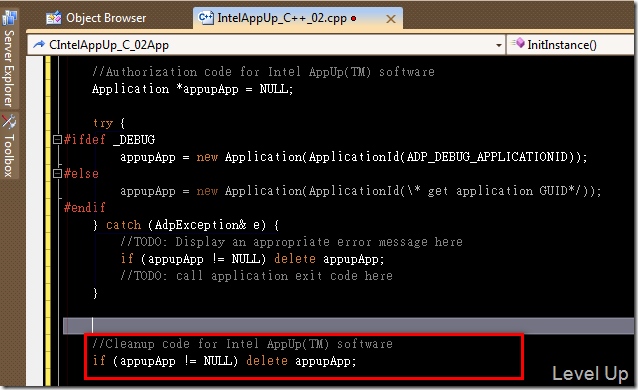 Object Browser
IntelAppUp_C++_02.cpp
CIntelAppUp_C_02App
InitInstance()
Server Explorer
Toolbox
//Authorization code for Intel AppUp(TM) software
Application *appupApp = NULL;
try {
#ifdef _DEBUG
appupApp = new Application(ApplicationId(ADP_DEBUG_APPLICATIONID));
#else
appupApp = new Application(ApplicationId(\* get application GUID*/));
#endif
} catch (AdpException& e) {
//TODO: Display an appropriate error message here
if (appupApp != NULL) delete appupApp;
//TODO: call application exit code here
}
//Cleanup code for Intel AppUp(TM) software
if (appupApp != NULL) delete appupApp;
Level Up